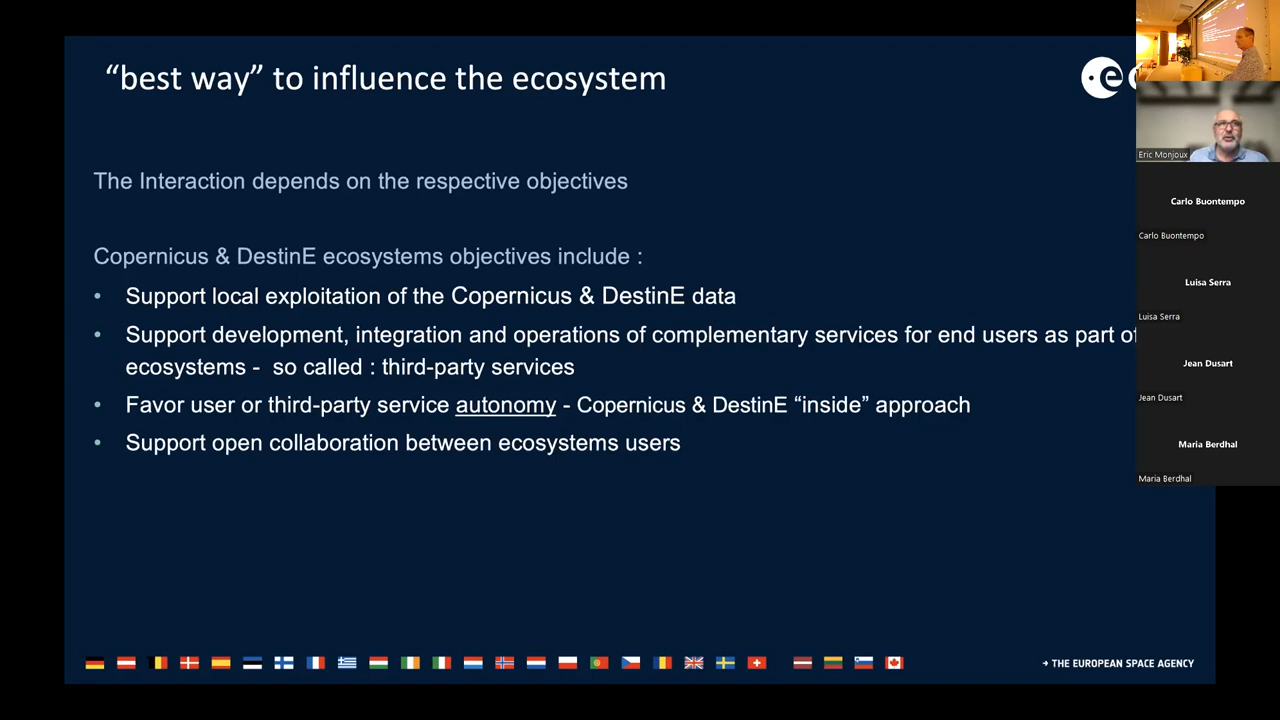 “best way” to influence the ecosystem
The Interaction depends on the respective objectives
Copernicus & DestinE ecosystems objectives include :
• Support local exploitation of the Copernicus & DestinE data
• Support development, integration and operations of complementary services for end users as part of
ecosystems - so called : third-party services
• Favor user or third-party service autonomy - Copernicus & DestinE “inside” approach
• Support open collaboration between ecosystems users
→ THE EUROPEAN SPACE AGENCY
Eric Monjoux
Carlo Buontempo
Carlo Buontempo
Luisa Serra
Luisa Serra
Jean Dusart
Jean Dusart
Maria Berdhal
Maria Berdhal